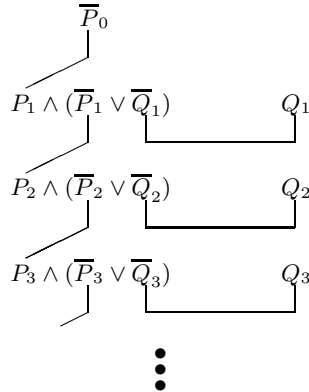 P̅₀
P₁ ∧ (P̅₁ ∨ Q̅₁) Q₁
P₂ ∧ (P̅₂ ∨ Q̅₂) Q₂
P₃ ∧ (P̅₃ ∨ Q̅₃) Q₃